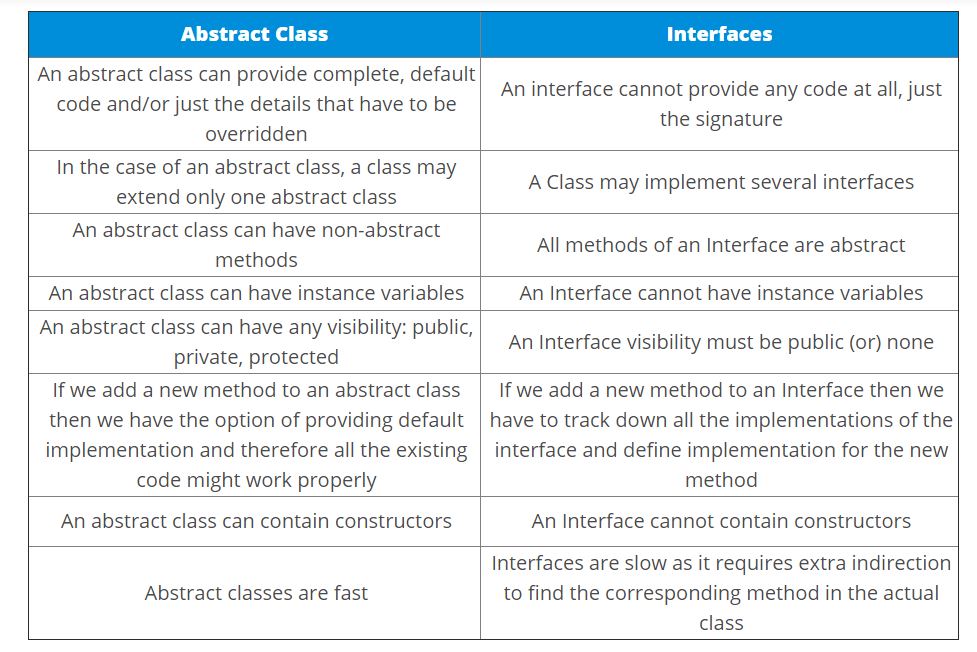 Abstract Class
Interfaces
An abstract class can provide complete, default
code and/or just the details that have to be
overridden
An interface cannot provide any code at all, just
the signature
In the case of an abstract class, a class may
extend only one abstract class
A Class may implement several interfaces
An abstract class can have non-abstract
methods
All methods of an Interface are abstract
An abstract class can have instance variables
An Interface cannot have instance variables
An abstract class can have any visibility: public,
private, protected
An Interface visibility must be public (or) none
If we add a new method to an abstract class
then we have the option of providing default
implementation and therefore all the existing
code might work properly
If we add a new method to an Interface then we
have to track down all the implementations of the
interface and define implementation for the new
method
An abstract class can contain constructors
An Interface cannot contain constructors
Abstract classes are fast
Interfaces are slow as it requires extra indirection
to find the corresponding method in the actual
class